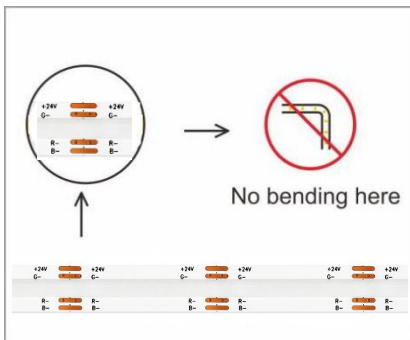 +24V +24V
G- G-
R- R-
B- B-
No bending here
+24V +24V +24V +24V +24V +24V
G- G- G- G- G- G-
R- R- R- R- R- R-
B- B- B- B- B- B-